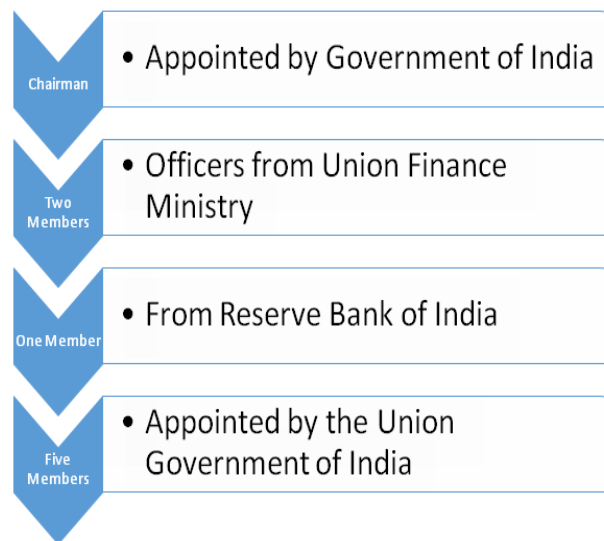 Chairman
• Appointed by Government of India
Two
Members
• Officers from Union Finance
Ministry
One Member
• From Reserve Bank of India
Five
Members
• Appointed by the Union
Government of India